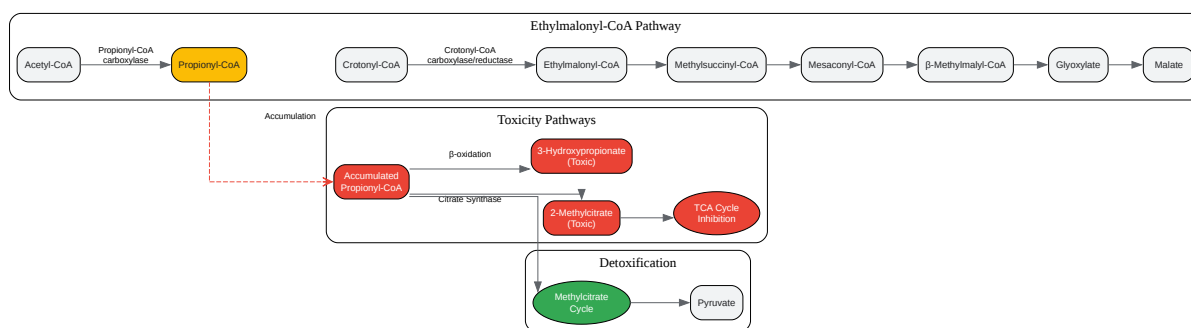 Ethylmalonyl-CoA Pathway
Acetyl-CoA
Propionyl-CoA
carboxylase
Propionyl-CoA
Crotonyl-CoA
Crotonyl-CoA
carboxylase/reductase
Ethylmalonyl-CoA
Methylsuccinyl-CoA
Mesaconyl-CoA
β-Methylmalyl-CoA
Glyoxylate
Malate
Accumulation
Toxicity Pathways
Accumulated
Propionyl-CoA
β-oxidation
3-Hydroxypropionate
(Toxic)
Citrate Synthase
2-Methylcitrate
(Toxic)
TCA Cycle
Inhibition
Detoxification
Methylcitrate
Cycle
Pyruvate